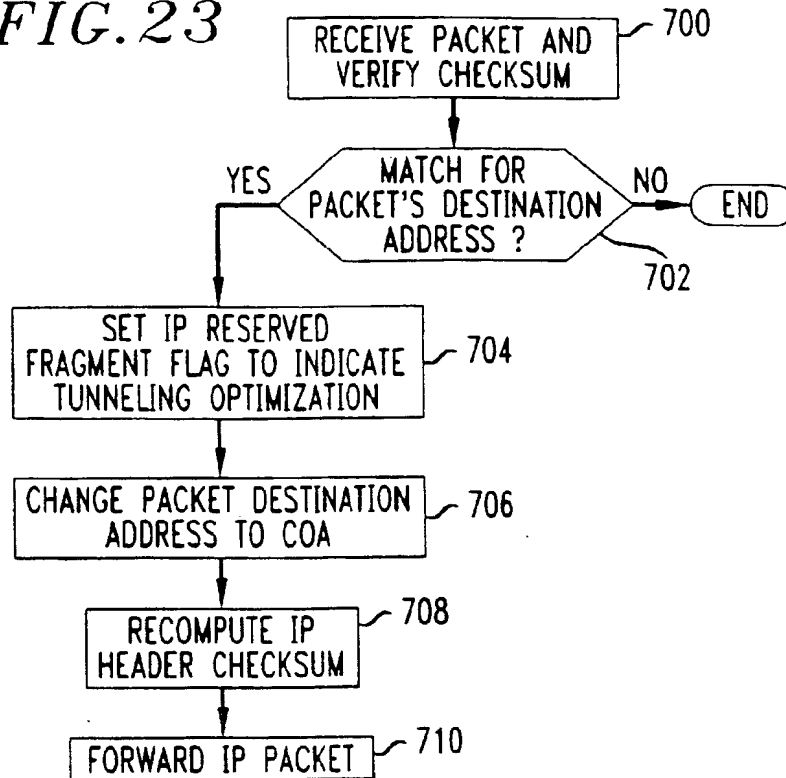 FIG. 23
RECEIVE PACKET AND
VERIFY CHECKSUM
700
MATCH FOR
PACKET'S DESTINATION
ADDRESS ?
702
YES
NO
END
SET IP RESERVED
FRAGMENT FLAG TO INDICATE
TUNNELING OPTIMIZATION
704
CHANGE PACKET DESTINATION
ADDRESS TO COA
706
RECOMPUTE IP
HEADER CHECKSUM
708
FORWARD IP PACKET
710